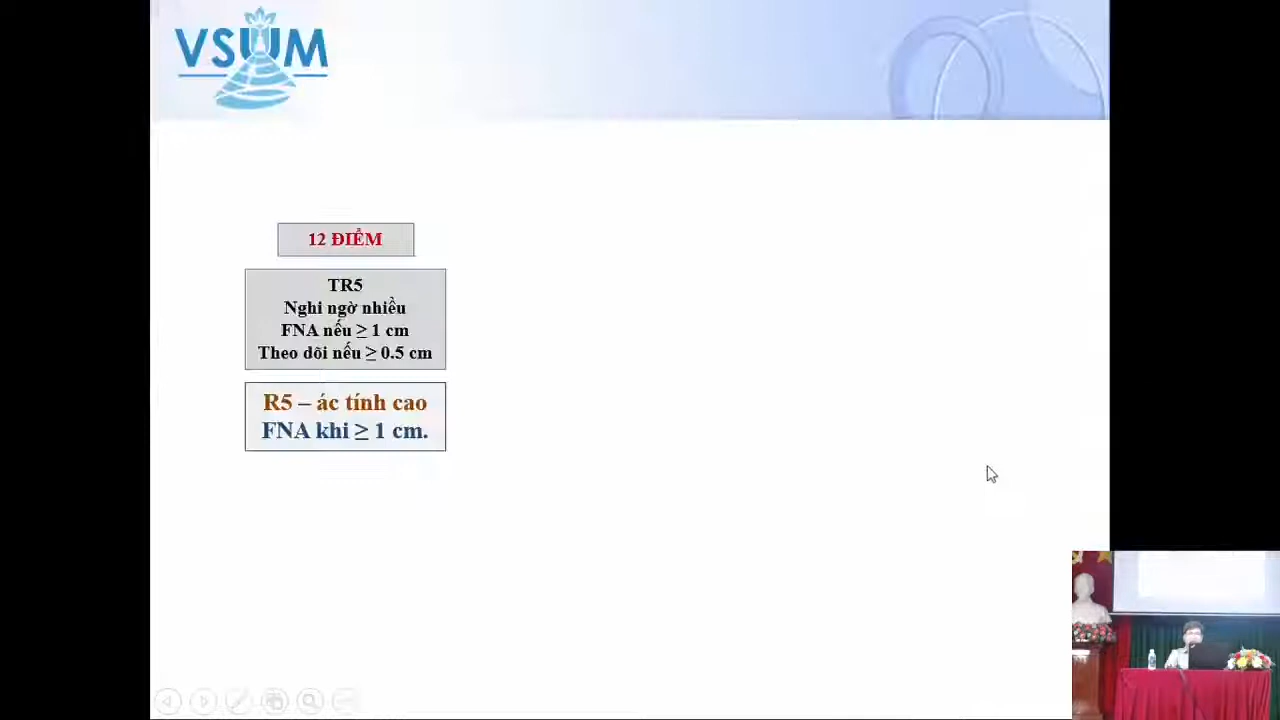 VSUM
12 ĐIỂM
TR5
Nghi ngờ nhiều
FNA nếu ≥ 1 cm
Theo dõi nếu ≥ 0.5 cm
R5 – ác tính cao
FNA khi ≥ 1 cm.